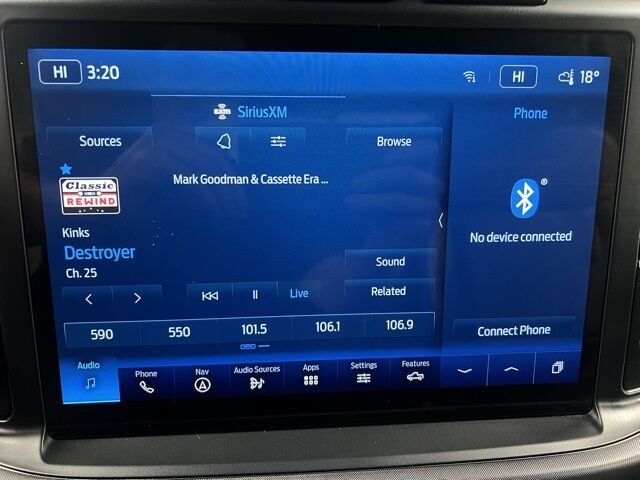 HI 3:20 HI 18°
sxm SiriusXM
Phone
Sources
Browse
Mark Goodman & Cassette Era ...
Classic
REWIND
Kinks
Destroyer
Ch. 25
No device connected
Sound
Live
Related
590 550 101.5 106.1 106.9
Connect Phone
Audio Phone Nav Audio Sources Apps Settings Features